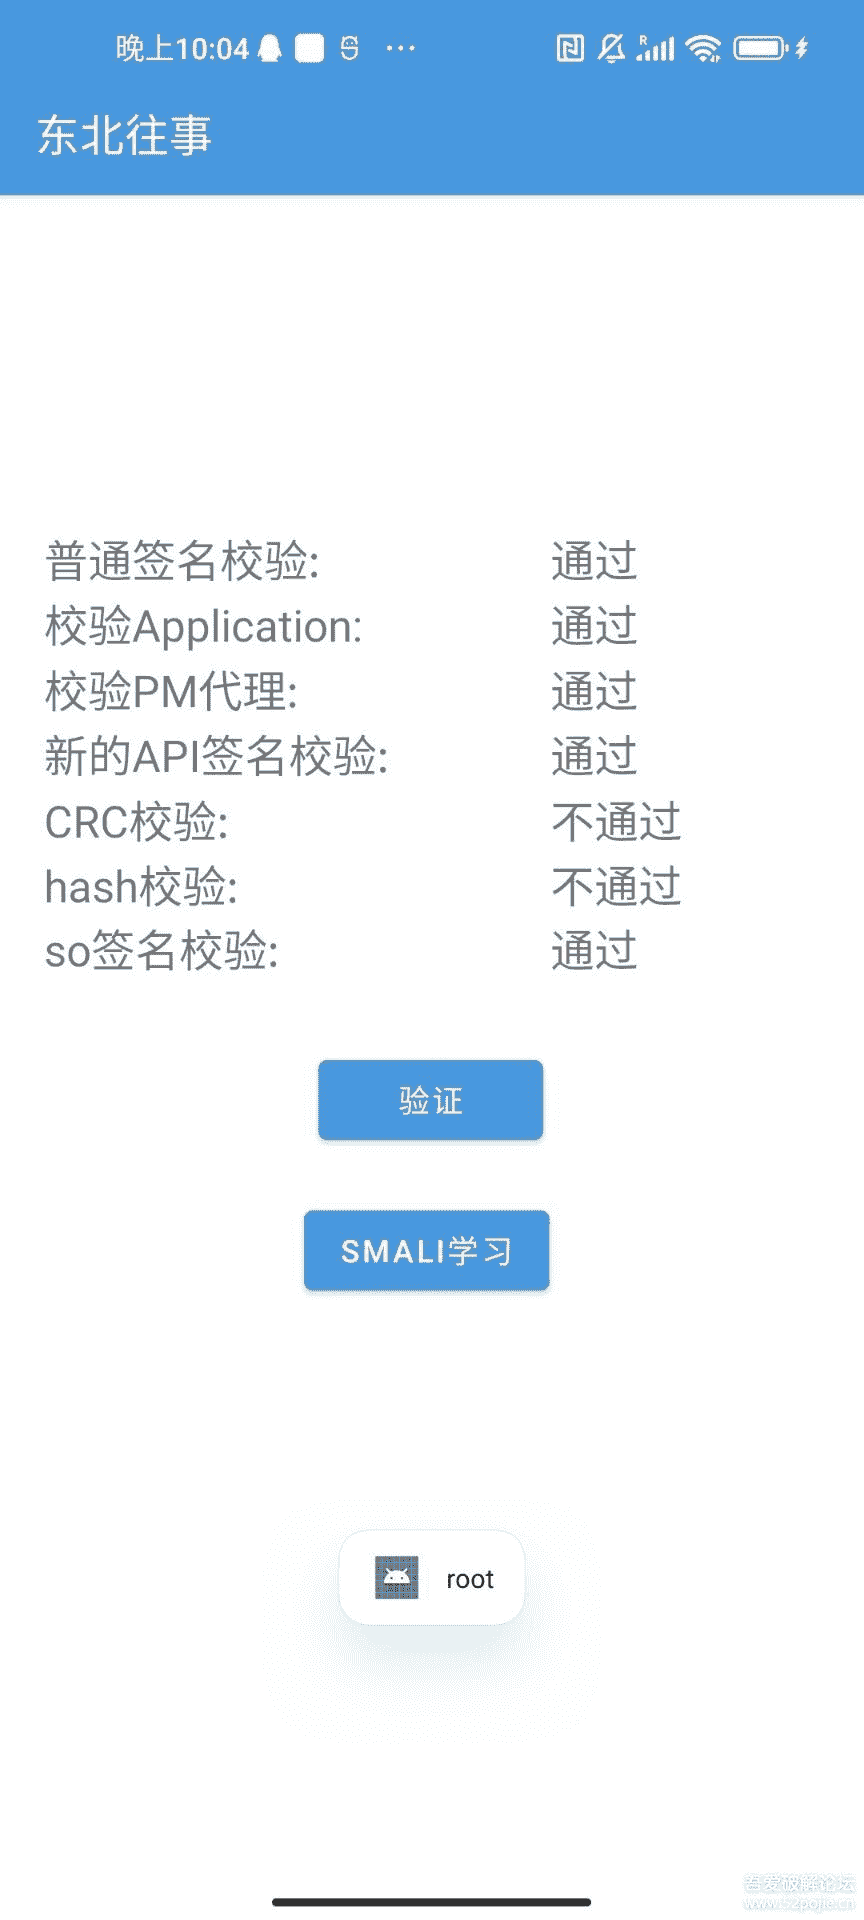 晚上10:04
东北往事
普通签名校验: 通过
校验Application: 通过
校验PM代理: 通过
新的API签名校验: 通过
CRC校验: 不通过
hash校验: 不通过
so签名校验: 通过
验证
SMALI学习
root
吾爱破解论坛
www.52pojie.cn